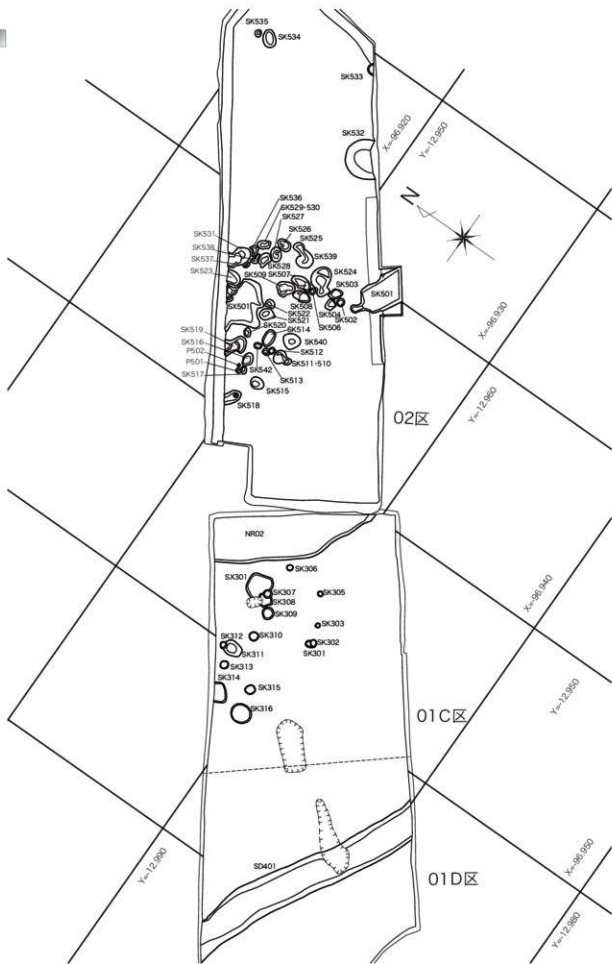 SK535
SK534
SK533
X=-96.920
Y=-12.950
SK532
N
SK536
SK529-530
SK527
SK531
SK526
SK538
SK525
SK537
SK539
SK523
SK528
SK524
SK509
SK507
SK503
SK501
SX501
SK508
SK504
SK502
SK522
SK506
SK521
SK520
SK514
X=-96.930
SK519
SK540
SK516
SK512
P502
SK511-510
P501
SK542
SK513
SK517
SK515
SK518
02区
Y=-12.960
NR02
SK306
SX301
SK307
SK305
SK308
SK309
X=-96.940
SK303
SK312
SK310
SK302
SK311
SK301
SK313
SK314
SK315
Y=-12.950
SK316
01C区
Y=-12.990
SD401
X=-96.950
01D区
Y=-12.980